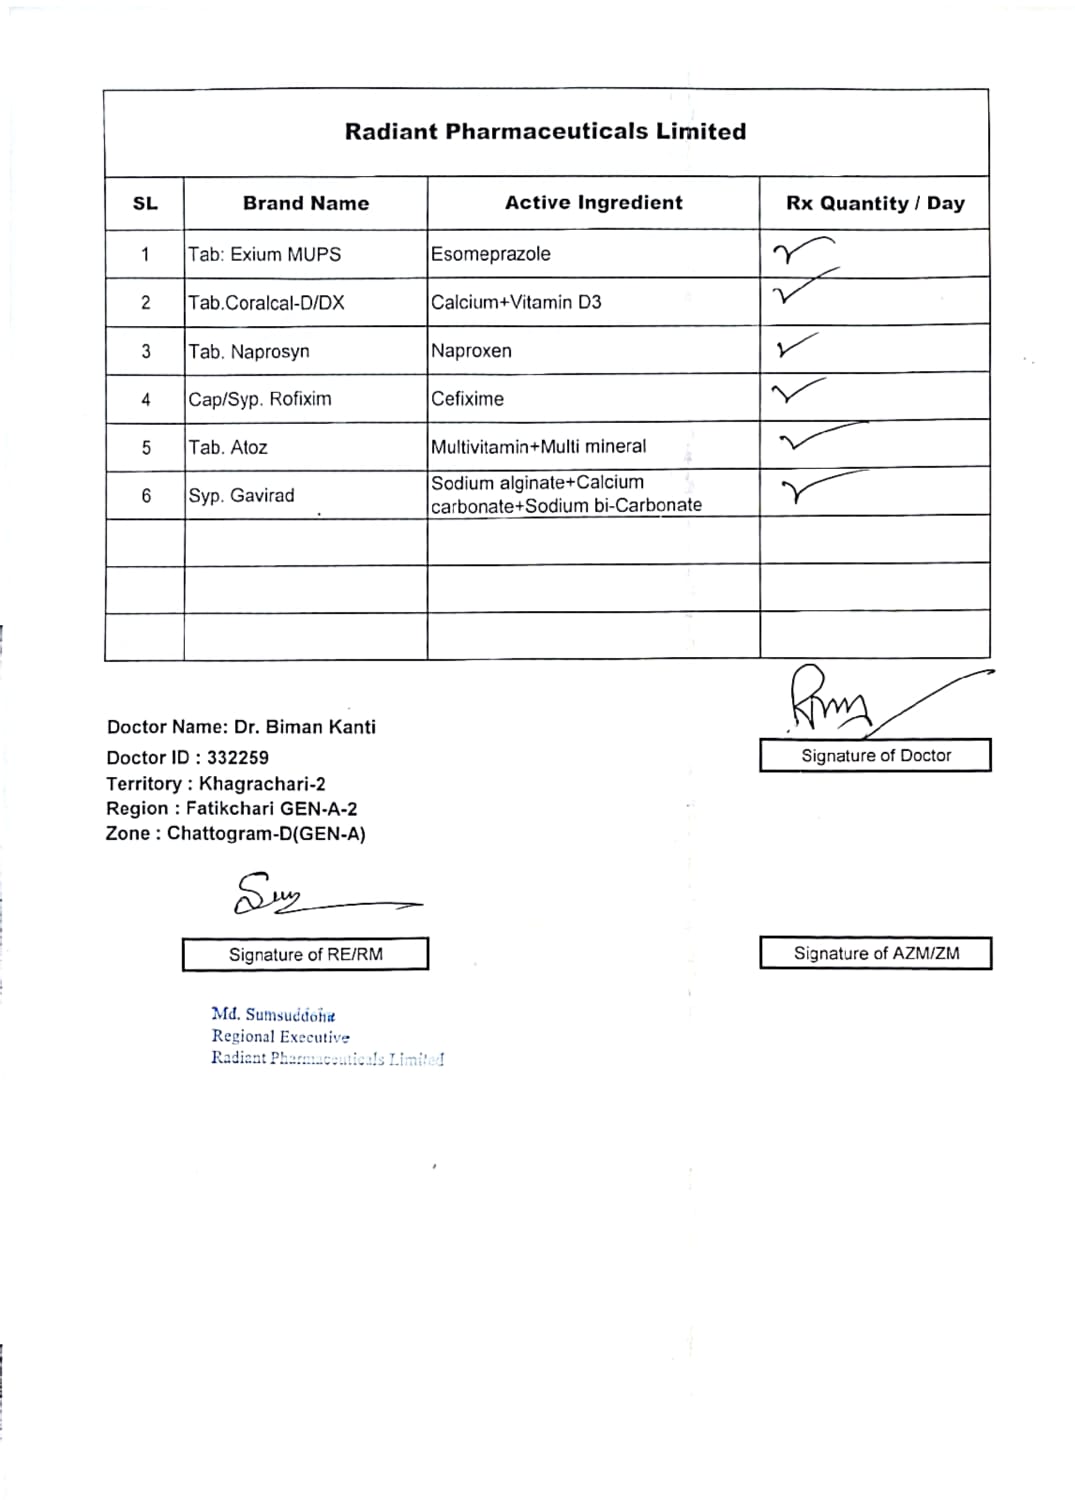 Radiant Pharmaceuticals Limited
SL Brand Name Active Ingredient Rx Quantity / Day
1 Tab: Exium MUPS Esomeprazole ✓
2 Tab.Coralcal-D/DX Calcium+Vitamin D3 ✓
3 Tab. Naprosyn Naproxen ✓
4 Cap/Syp. Rofixim Cefixime ✓
5 Tab. Atoz Multivitamin+Multi mineral ✓
6 Syp. Gavirad Sodium alginate+Calcium
carbonate+Sodium bi-Carbonate ✓
Doctor Name: Dr. Biman Kanti
Doctor ID : 332259
Territory : Khagrachari-2
Region : Fatikchari GEN-A-2
Zone : Chattogram-D(GEN-A)
Signature of Doctor
Signature of RE/RM
Signature of AZM/ZM
Md. Sumsuddoha
Regional Executive
Radiant Pharmaceuticals Limited